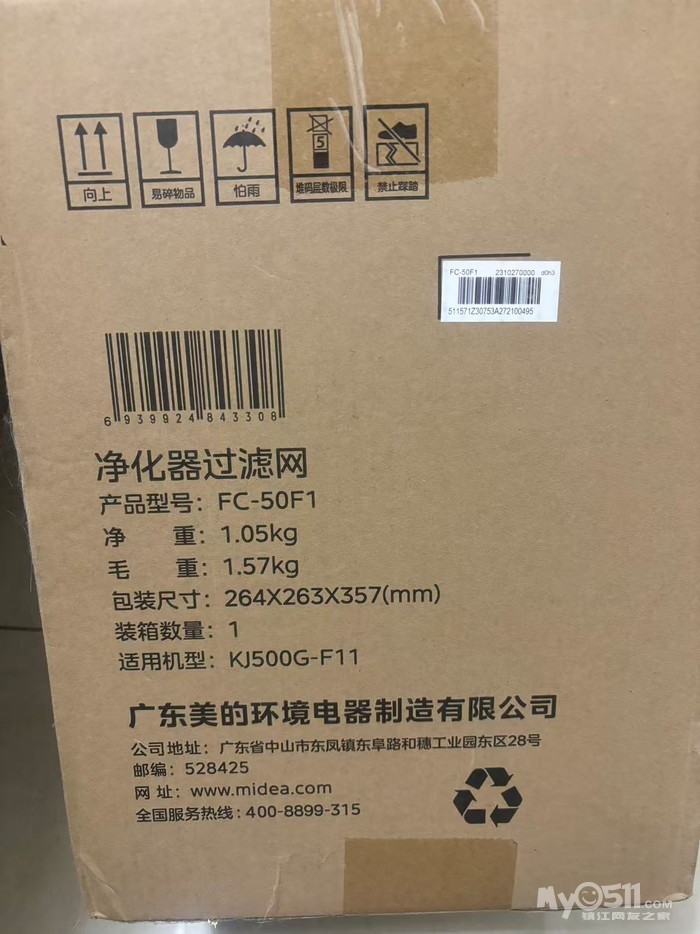 5
向上
易碎物品
怕雨
堆码层数极限
禁止踩踏
FC-50F1 2310270000 d0h3
511571Z30753A272100495
6 939924 843308
净化器过滤网
产品型号：FC-50F1
净 重：1.05kg
毛 重：1.57kg
包装尺寸：264X263X357(mm)
装箱数量：1
适用机型：KJ500G-F11
广东美的环境电器制造有限公司
公司地址：广东省中山市东凤镇东阜路和穗工业园东区28号
邮编：528425
网址：www.midea.com
全国服务热线：400-8899-315
My0511.COM
镇江网友之家